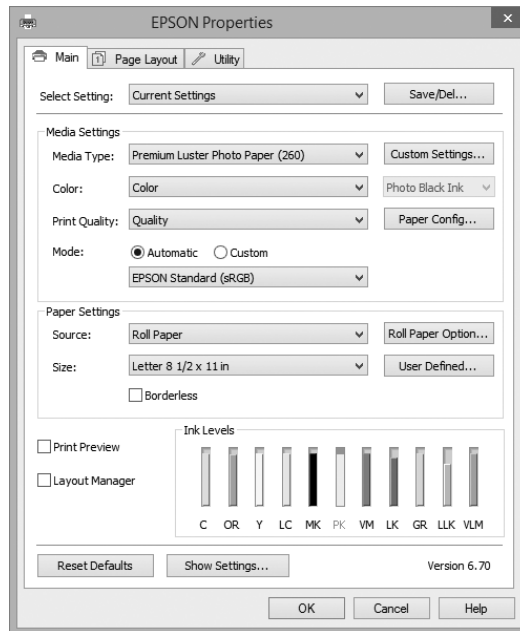 EPSON Properties
Main Page Layout Utility
Select Setting: Current Settings Save/Del...
Media Settings
Media Type: Premium Luster Photo Paper (260) Custom Settings...
Color: Color Photo Black Ink
Print Quality: Quality Paper Config...
Mode: Automatic Custom
EPSON Standard (sRGB)
Paper Settings
Source: Roll Paper Roll Paper Option...
Size: Letter 8 1/2 x 11 in User Defined...
Borderless
Print Preview
Layout Manager
Ink Levels
C OR Y LC MK PK VM LK GR LLK VLM
Reset Defaults Show Settings... Version 6.70
OK Cancel Help